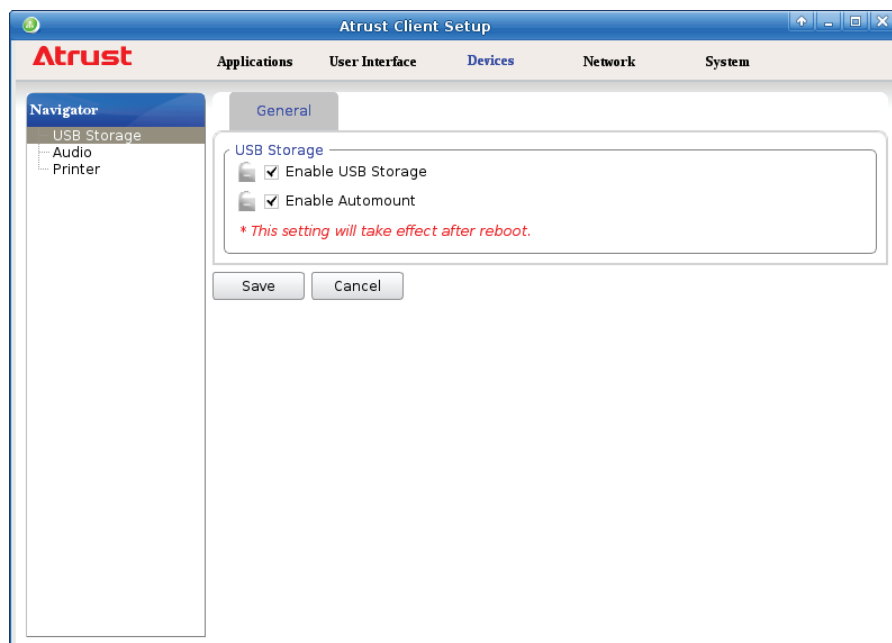 Atrust Client Setup
Atrust
Applications User Interface Devices Network System
Navigator
USB Storage
Audio
Printer
General
USB Storage
Enable USB Storage
Enable Automount
* This setting will take effect after reboot.
Save Cancel